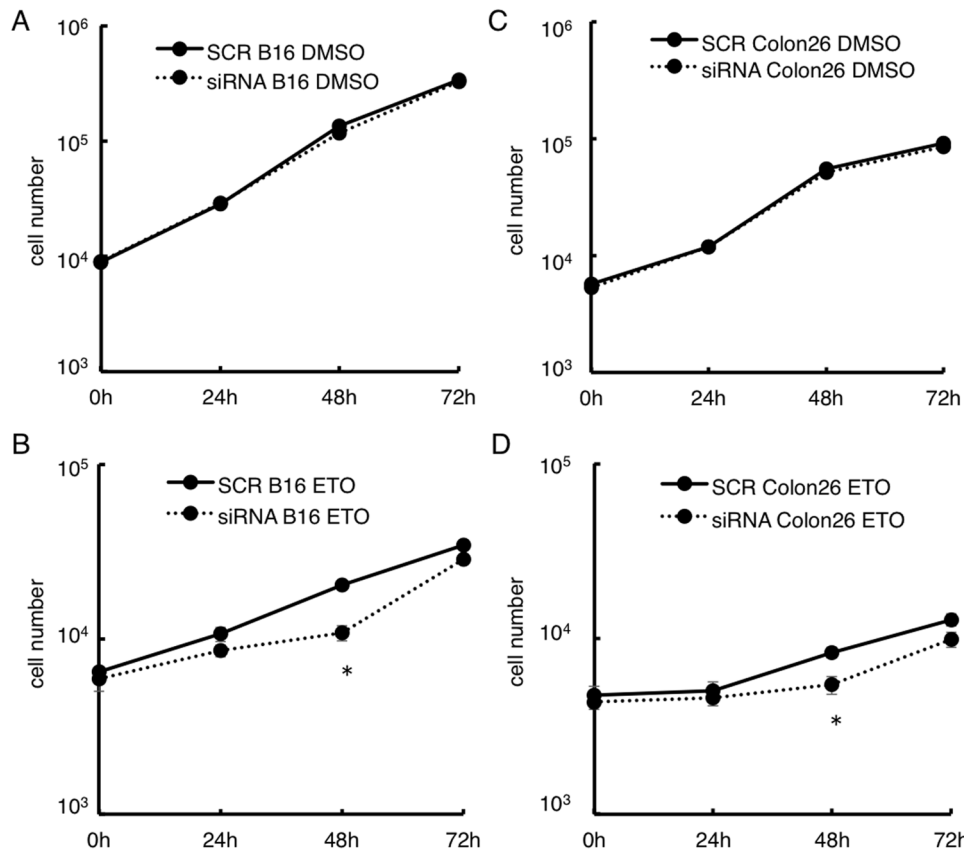 A
10⁶
SCR B16 DMSO
siRNA B16 DMSO
10⁵
cell number
10⁴
10³
0h 24h 48h 72h
C
10⁶
SCR Colon26 DMSO
siRNA Colon26 DMSO
10⁵
cell number
10⁴
10³
0h 24h 48h 72h
B
10⁵
SCR B16 ETO
siRNA B16 ETO
cell number
10⁴
*
10³
0h 24h 48h 72h
D
10⁵
SCR Colon26 ETO
siRNA Colon26 ETO
cell number
10⁴
*
10³
0h 24h 48h 72h